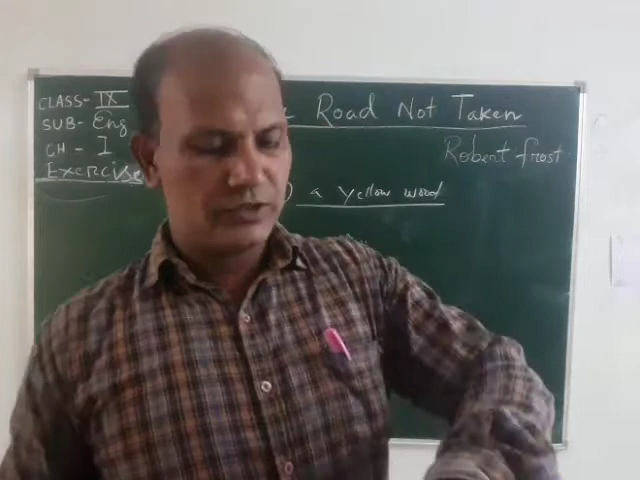 CLASS- IX
Road Not Taken
SUB- Eng
CH - I
Robert frost
Exercise
a yellow wood